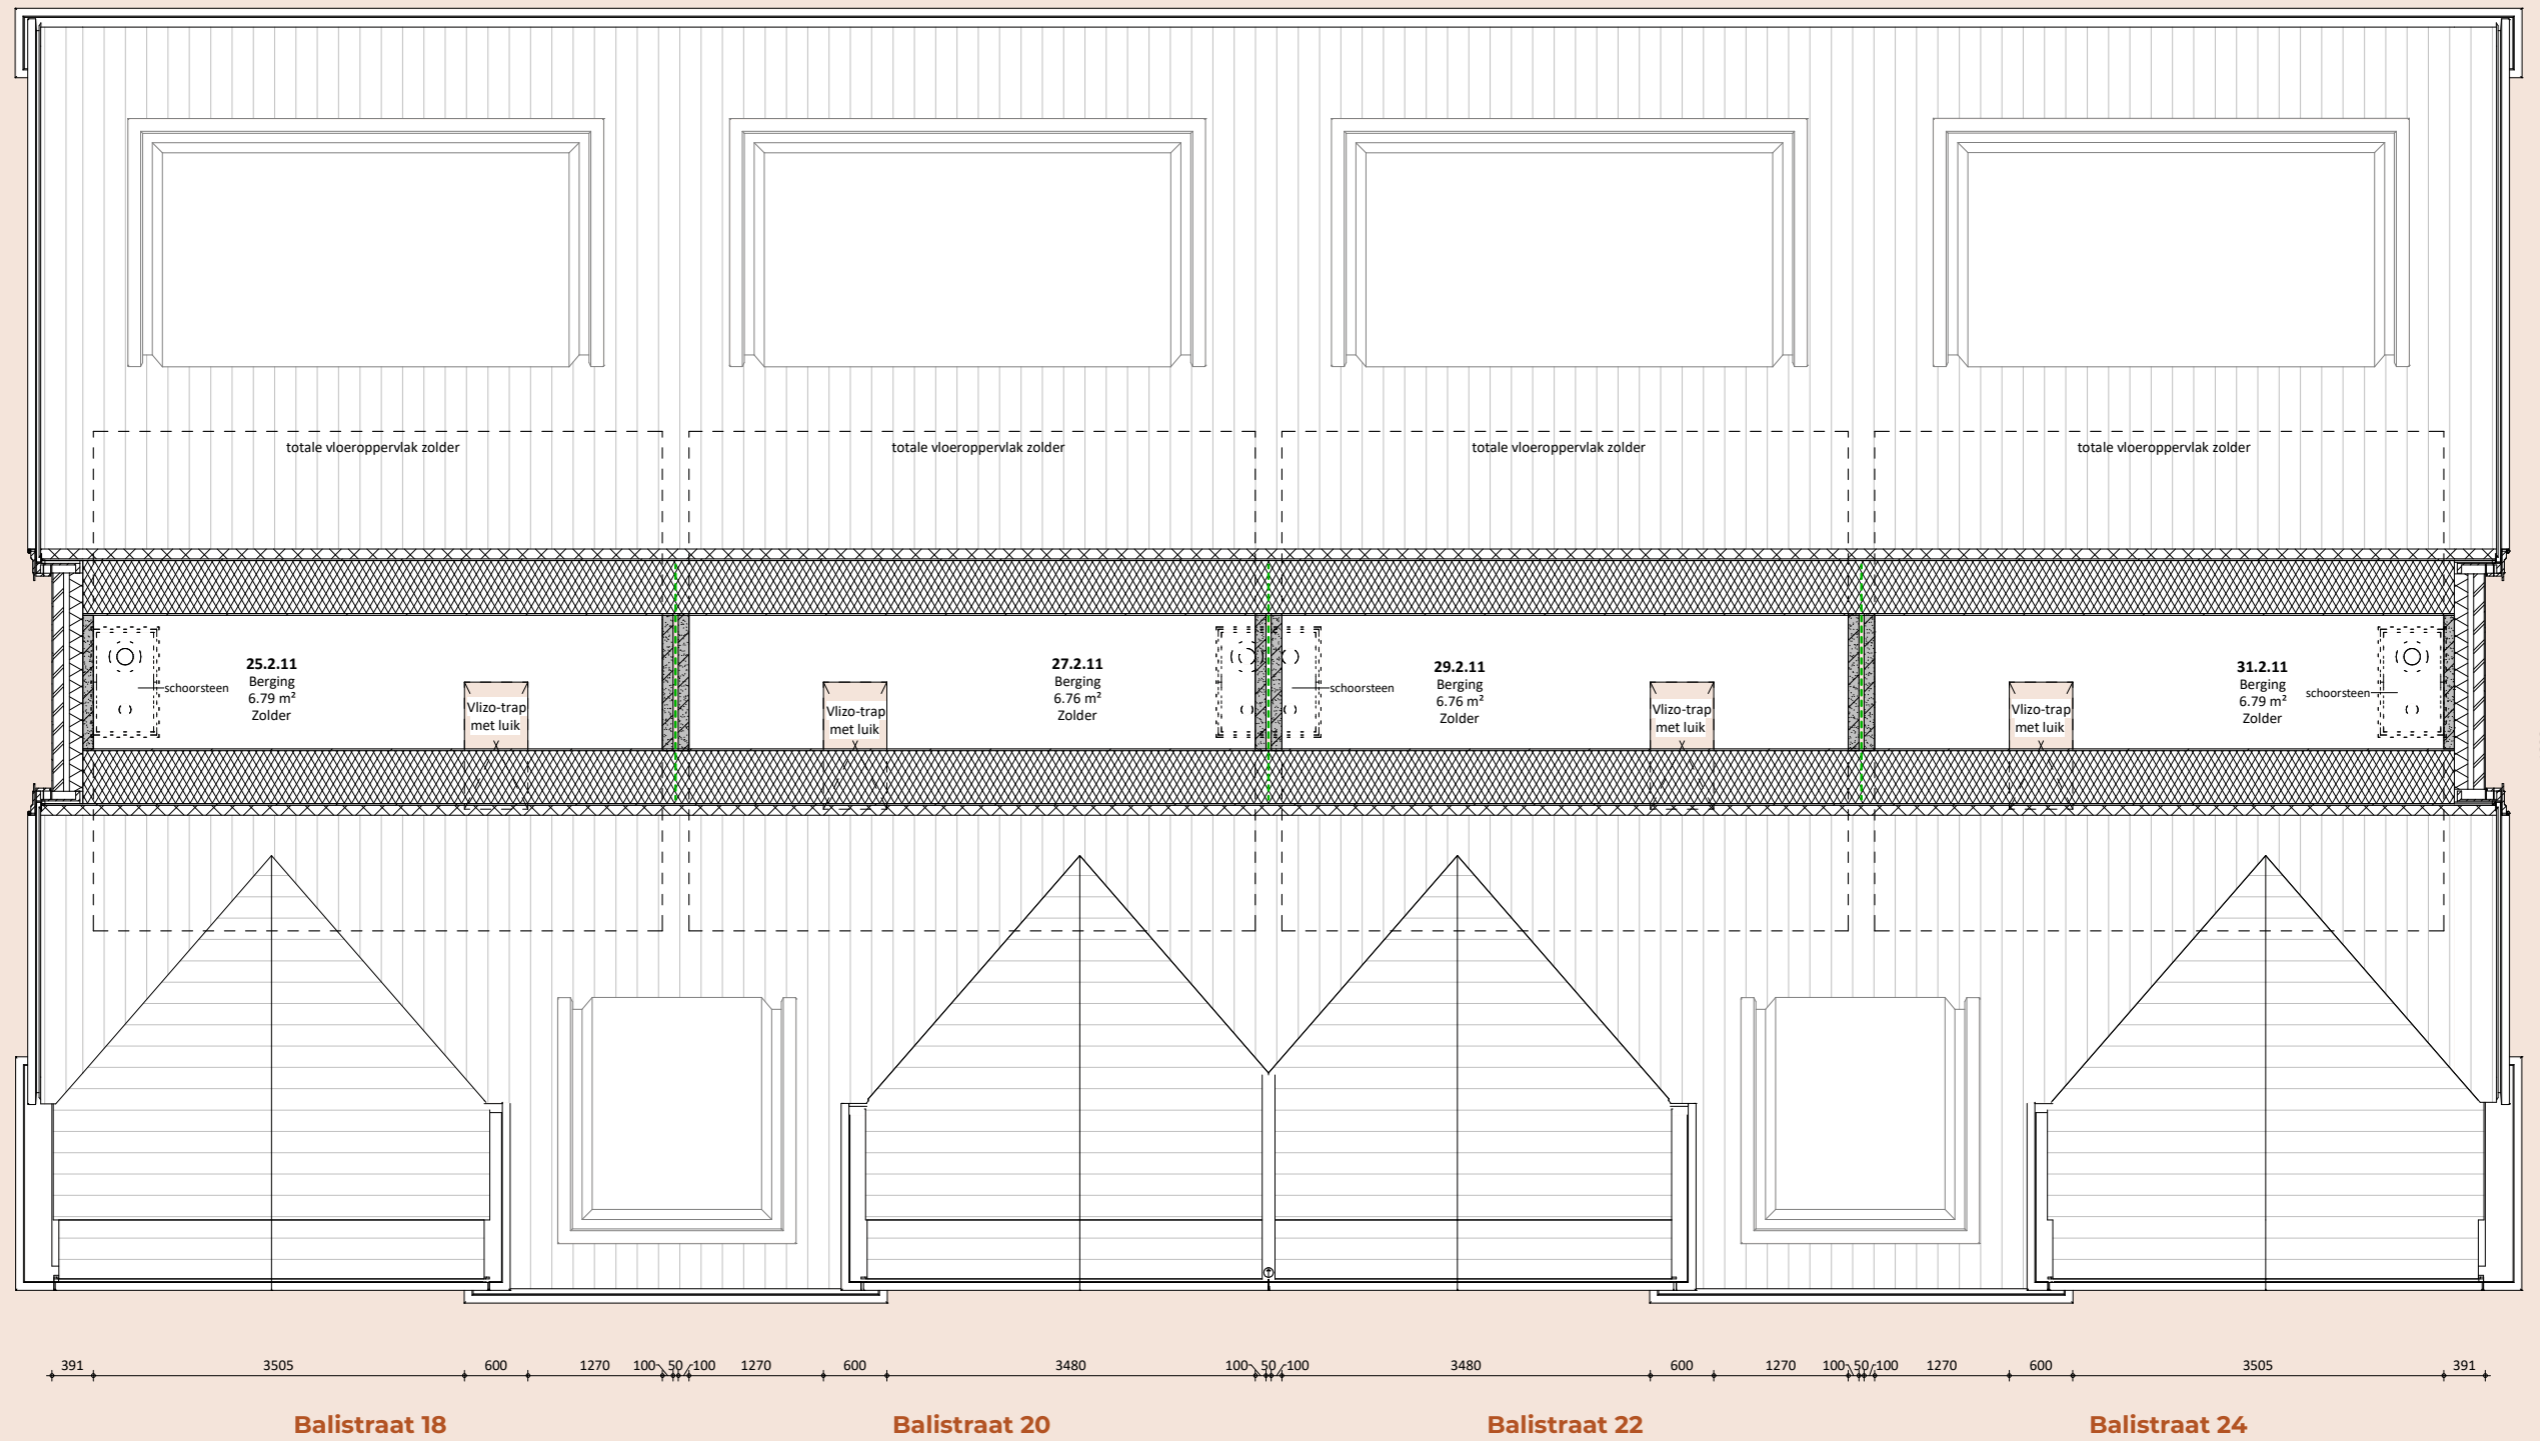 totale vloeroppervlak zolder
totale vloeroppervlak zolder
totale vloeroppervlak zolder
totale vloeroppervlak zolder
25.2.11
Berging
6.79 m²
Zolder
schoorsteen
Vlizo-trap
met luik
Vlizo-trap
met luik
27.2.11
Berging
6.76 m²
Zolder
schoorsteen
29.2.11
Berging
6.76 m²
Zolder
Vlizo-trap
met luik
Vlizo-trap
met luik
31.2.11
Berging
6.79 m²
Zolder
schoorsteen
391 3505 600 1270 100 50 100 1270 600 3480 100 50 100 3480 600 1270 100 50 100 1270 600 3505 391
Balistraat 18 Balistraat 20 Balistraat 22 Balistraat 24